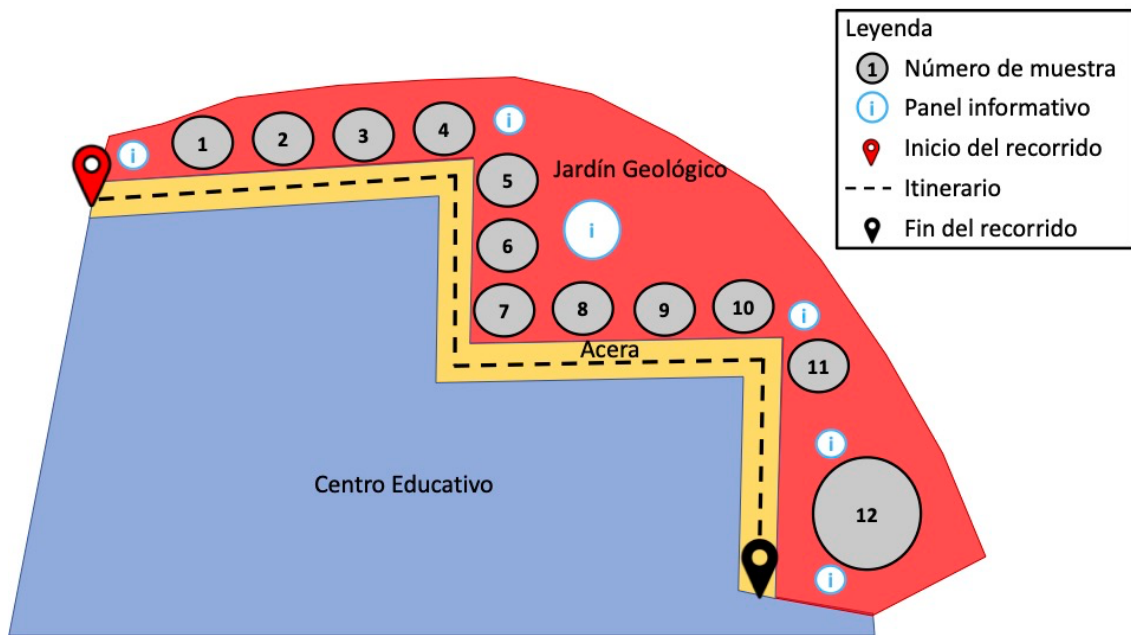 Leyenda
1 Número de muestra
i Panel informativo
Inicio del recorrido
Itinerario
Fin del recorrido
i
1
2
3
4
i
5
Jardín Geológico
6
i
7
8
9
10
i
Acera
11
i
Centro Educativo
12
i